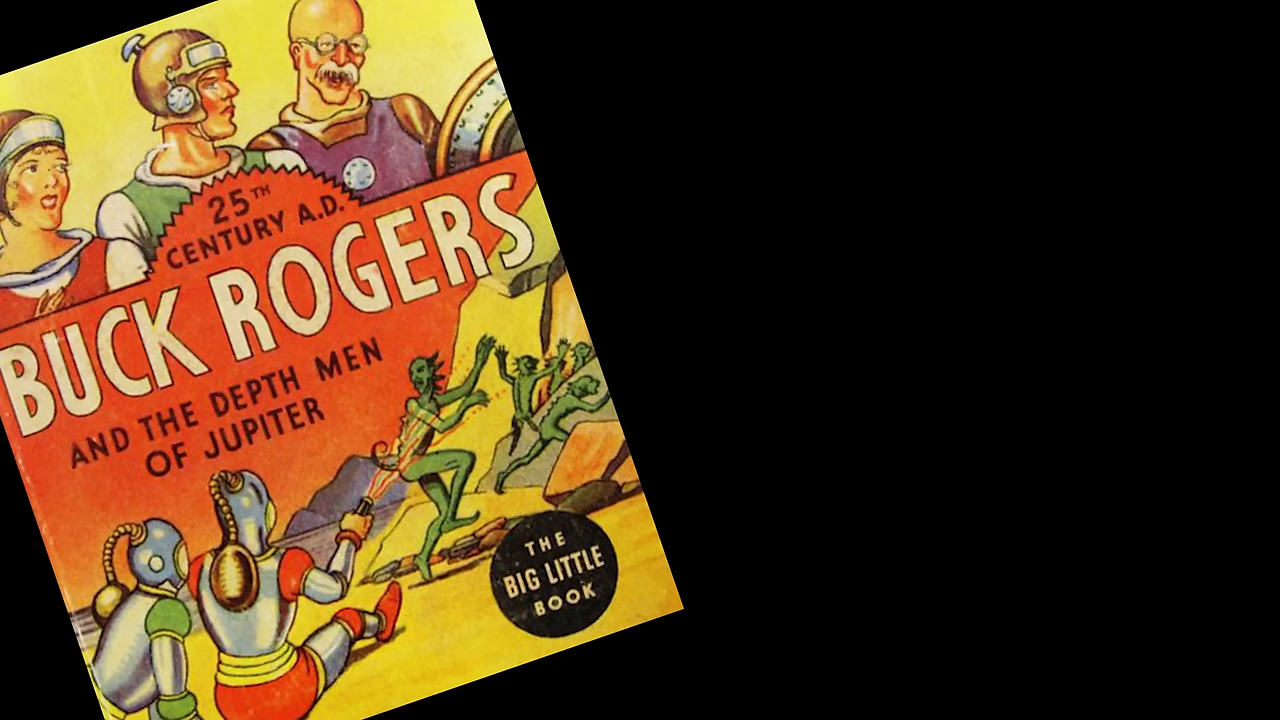 25TH
CENTURY A.D.
BUCK ROGERS
AND THE DEPTH MEN
OF JUPITER
THE
BIG LITTLE
BOOK